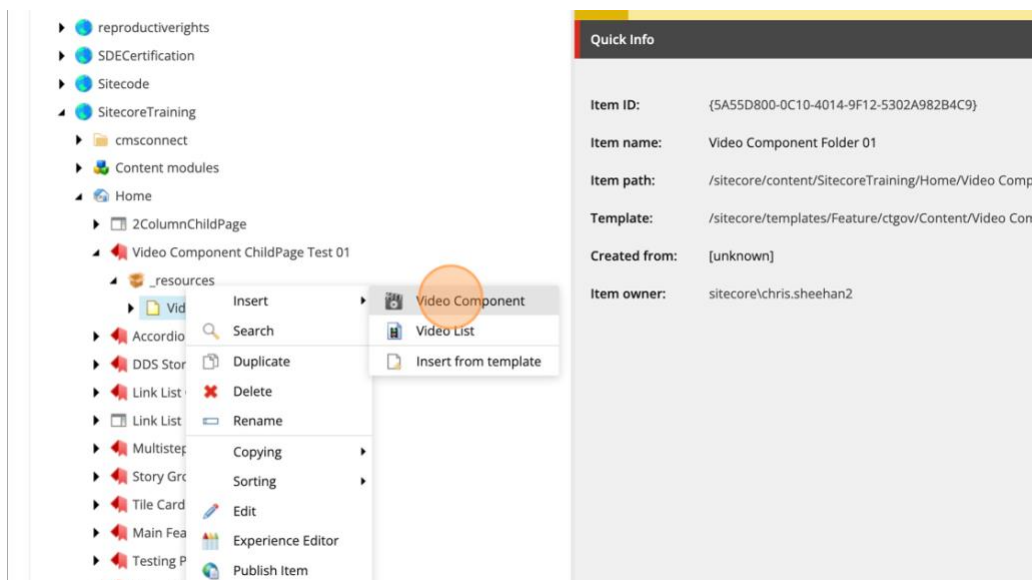 reproductiverights
SDECertification
Sitecode
SitecoreTraining
cmsconnect
Content modules
Home
2ColumnChildPage
Video Component ChildPage Test 01
_resources
Vid
Accordio
DDS Stor
Link List
Link List
Multistep
Story Gro
Tile Card
Main Fea
Testing P
Insert
Search
Duplicate
Delete
Rename
Copying
Sorting
Edit
Experience Editor
Publish Item
Video Component
Video List
Insert from template
Quick Info
Item ID: {5A55D800-0C10-4014-9F12-5302A982B4C9}
Item name: Video Component Folder 01
Item path: /sitecore/content/SitecoreTraining/Home/Video Comp
Template: /sitecore/templates/Feature/ctgov/Content/Video Com
Created from: [unknown]
Item owner: sitecore\chris.sheehan2